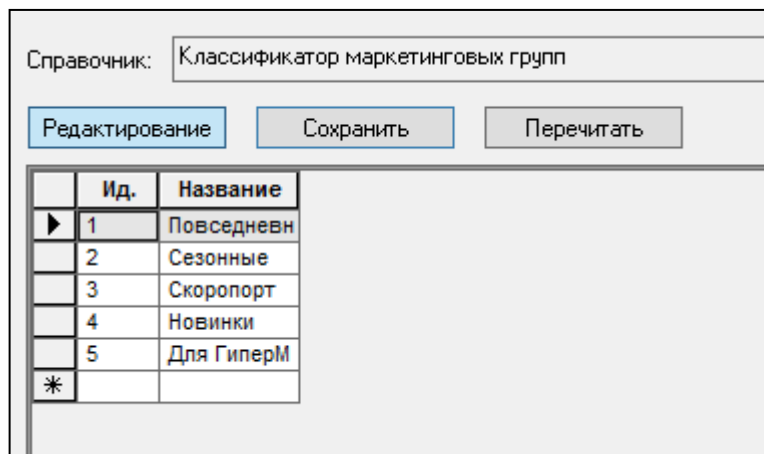 Справочник: Классификатор маркетинговых групп
Редактирование Сохранить Перечитать
Ид. Название
1 Повседневн
2 Сезонные
3 Скоропорт
4 Новинки
5 Для ГиперМ